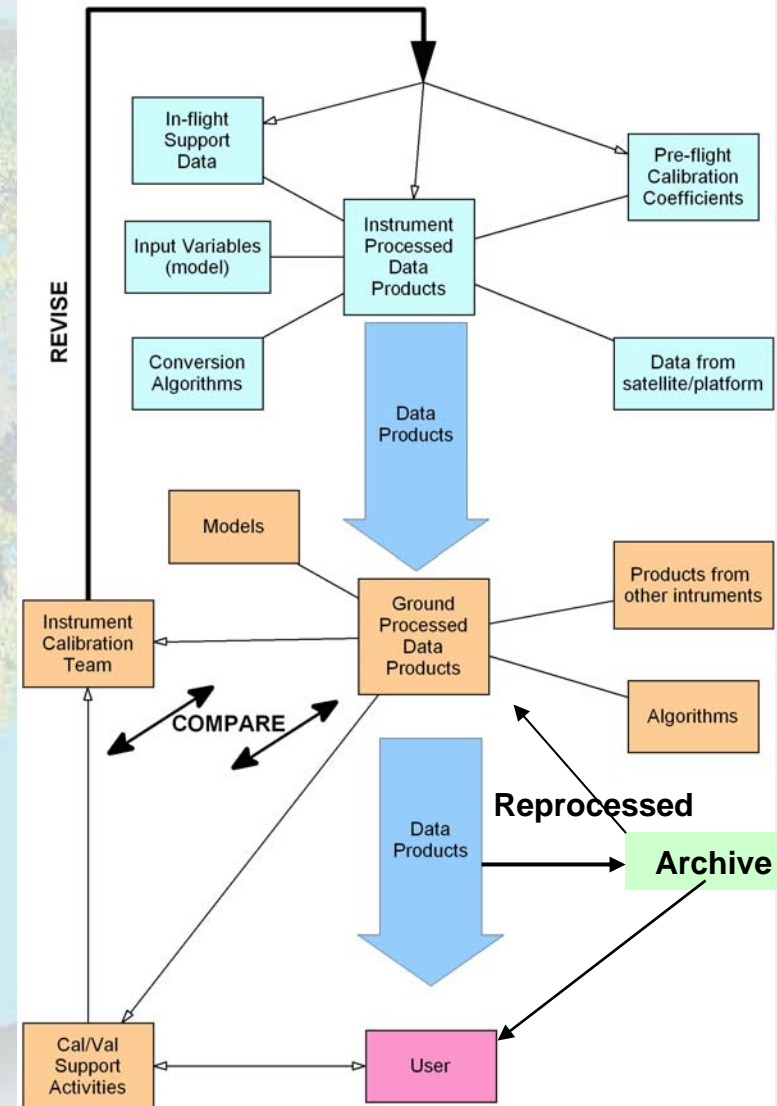 In-flight
Support
Data
Pre-flight
Calibration
Coefficients
Instrument
Processed
Data
Products
Input Variables
(model)
REVISE
Conversion
Algorithms
Data from
satellite/platform
Data
Products
Models
Products from
other intruments
Ground
Processed
Data
Products
Instrument
Calibration
Team
Algorithms
COMPARE
Reprocessed
Data
Products
Archive
Cal/Val
Support
Activities
User